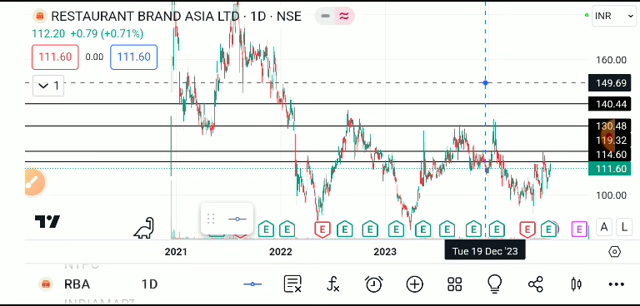 RESTAURANT BRAND ASIA LTD · 1D · NSE
INR
112.20 +0.79 (+0.71%)
111.60 0.00 111.60
1
160.00
149.69
140.44
130.48
119.32
114.60
111.60
100.00
E E E E E E E E E E E E E E
A L
2021 2022 2023
Tue 19 Dec '23
RBA 1D